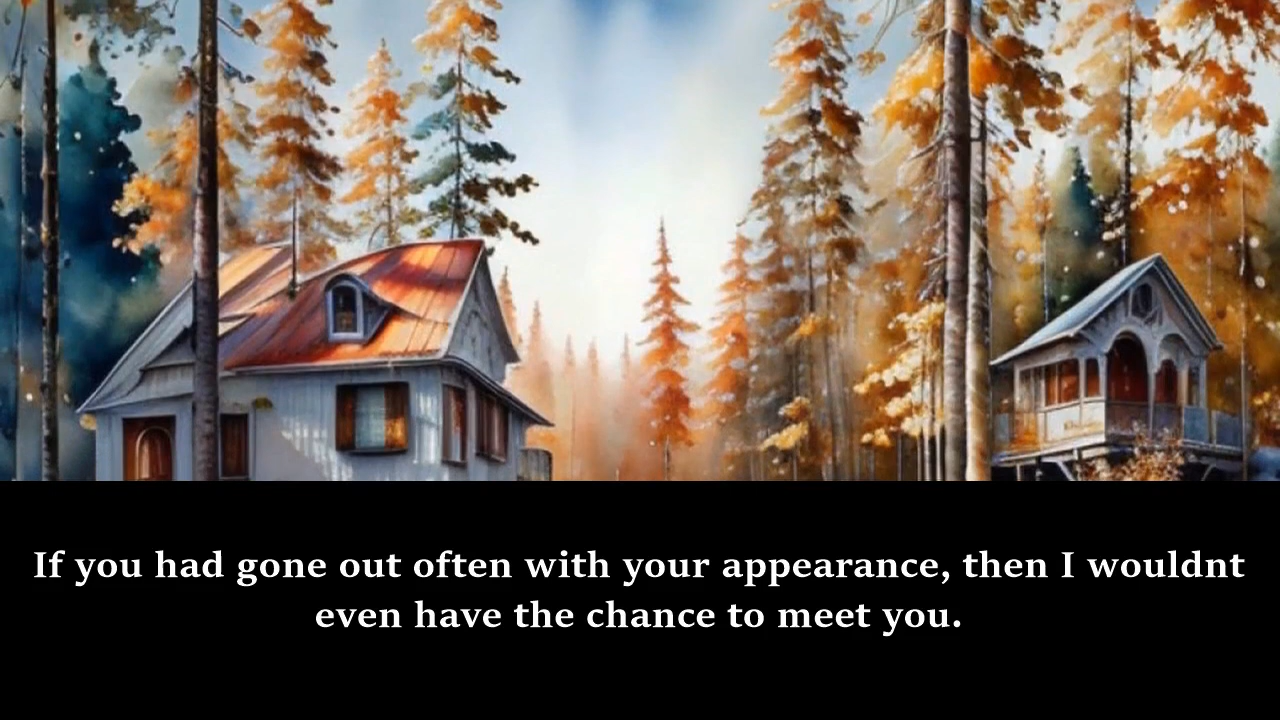 If you had gone out often with your appearance, then I wouldnt
even have the chance to meet you.